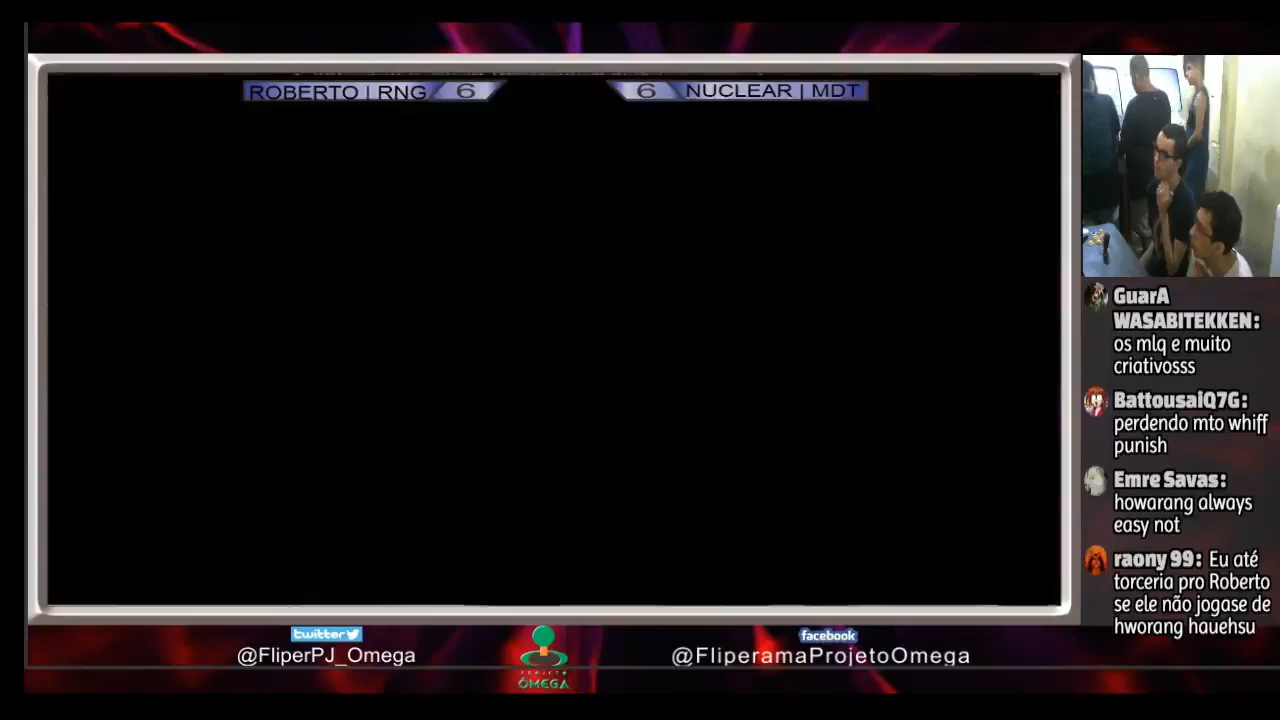 ROBERTO | RNG 6
6 NUCLEAR | MDT
GuarA
WASABITEKKEN:
os mlq e muito
criativosss
BattousaiQ7G:
perdendo mto whiff
punish
Emre Savas:
howarang always
easy not
raony 99: Eu até
torceria pro Roberto
se ele não jogase de
hworang hauehsu
twitter
@FliperPJ_Omega
PROJETO
ÔMEGA
facebook
@FliperamaProjetoOmega